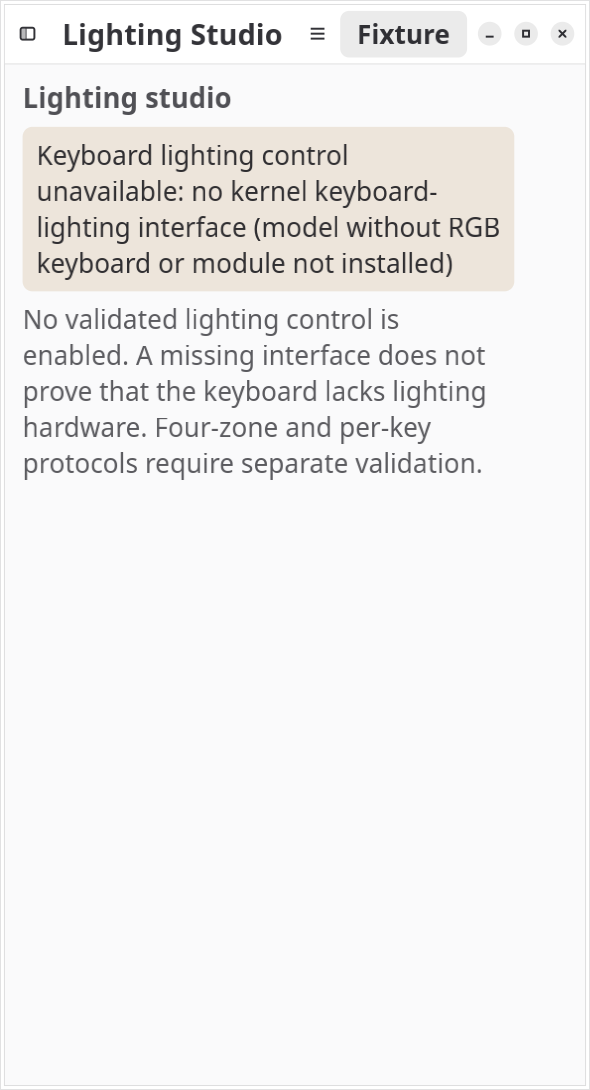 Lighting Studio
Fixture
Lighting studio
Keyboard lighting control
unavailable: no kernel keyboard-
lighting interface (model without RGB
keyboard or module not installed)
No validated lighting control is
enabled. A missing interface does not
prove that the keyboard lacks lighting
hardware. Four-zone and per-key
protocols require separate validation.